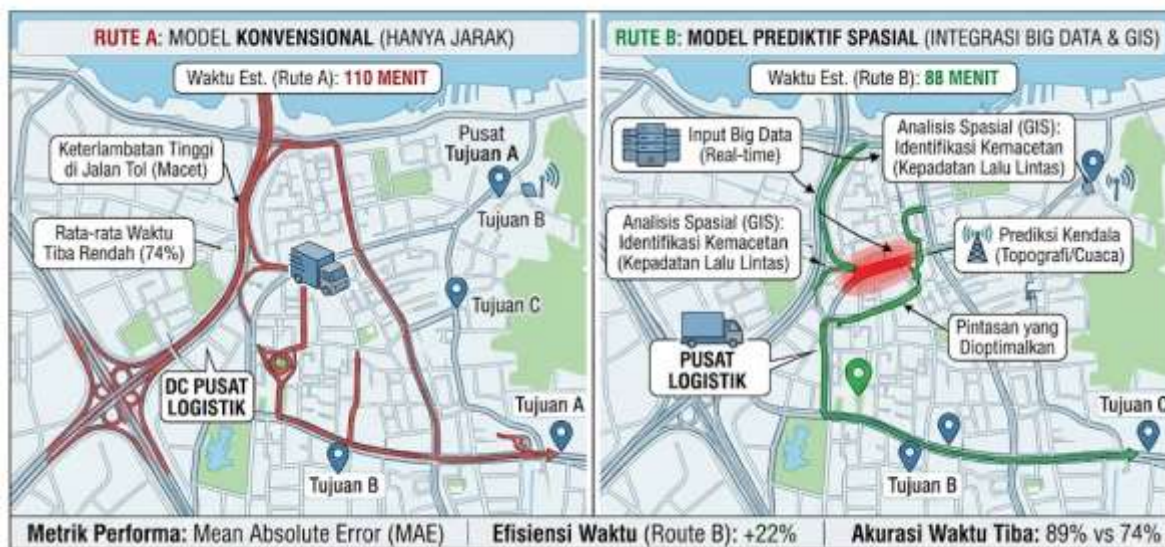 RUTE A: MODEL KONVENSIONAL (HANYA JARAK)
Waktu Est. (Rute A): 110 MENIT
Keterlambatan Tinggi
di Jalan Tol (Macet)
Rata-rata Waktu
Tiba Rendah (74%)
Pusat
Tujuan A
Tujuan B
Tujuan C
DC PUSAT
LOGISTIK
Tujuan A
Tujuan B
RUTE B: MODEL PREDIKTIF SPASIAL (INTEGRASI BIG DATA & GIS)
Waktu Est. (Rute B): 88 MENIT
Input Big Data
(Real-time)
Analisis Spasial (GIS):
Identifikasi Kemacetan
(Kepadatan Lalu Lintas)
Analisis Spasial (GIS):
Identifikasi Kemacetan
(Kepadatan Lalu Lintas)
Prediksi Kendala
(Topografi/Cuaca)
Pintasan yang
Dioptimalkan
PUSAT
LOGISTIK
Tujuan C
Tujuan B
Metrik Performa: Mean Absolute Error (MAE)
Efisiensi Waktu (Route B): +22%
Akurasi Waktu Tiba: 89% vs 74%